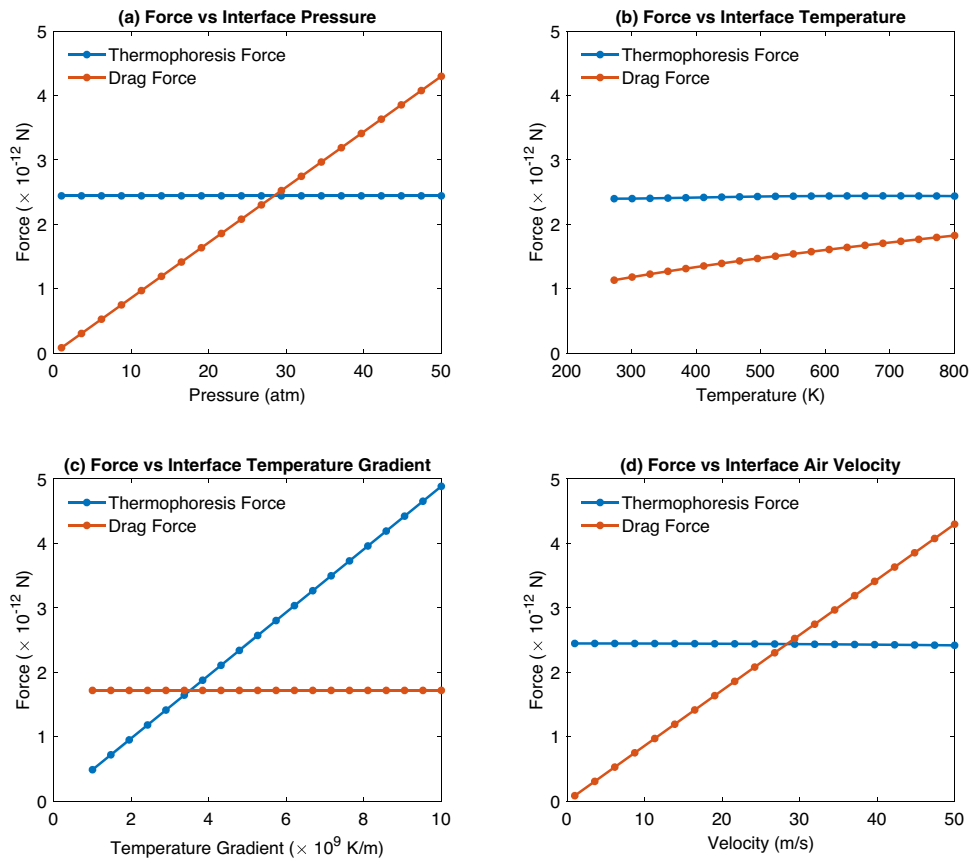 (a) Force vs Interface Pressure
Thermophoresis Force
Drag Force
Force (× 10⁻¹² N)
0
1
2
3
4
5
0
10
20
30
40
50
Pressure (atm)
(b) Force vs Interface Temperature
Thermophoresis Force
Drag Force
Force (× 10⁻¹² N)
0
1
2
3
4
5
200
300
400
500
600
700
800
Temperature (K)
(c) Force vs Interface Temperature Gradient
Thermophoresis Force
Drag Force
Force (× 10⁻¹² N)
0
1
2
3
4
5
0
2
4
6
8
10
Temperature Gradient (× 10⁹ K/m)
(d) Force vs Interface Air Velocity
Thermophoresis Force
Drag Force
Force (× 10⁻¹² N)
0
1
2
3
4
5
0
10
20
30
40
50
Velocity (m/s)